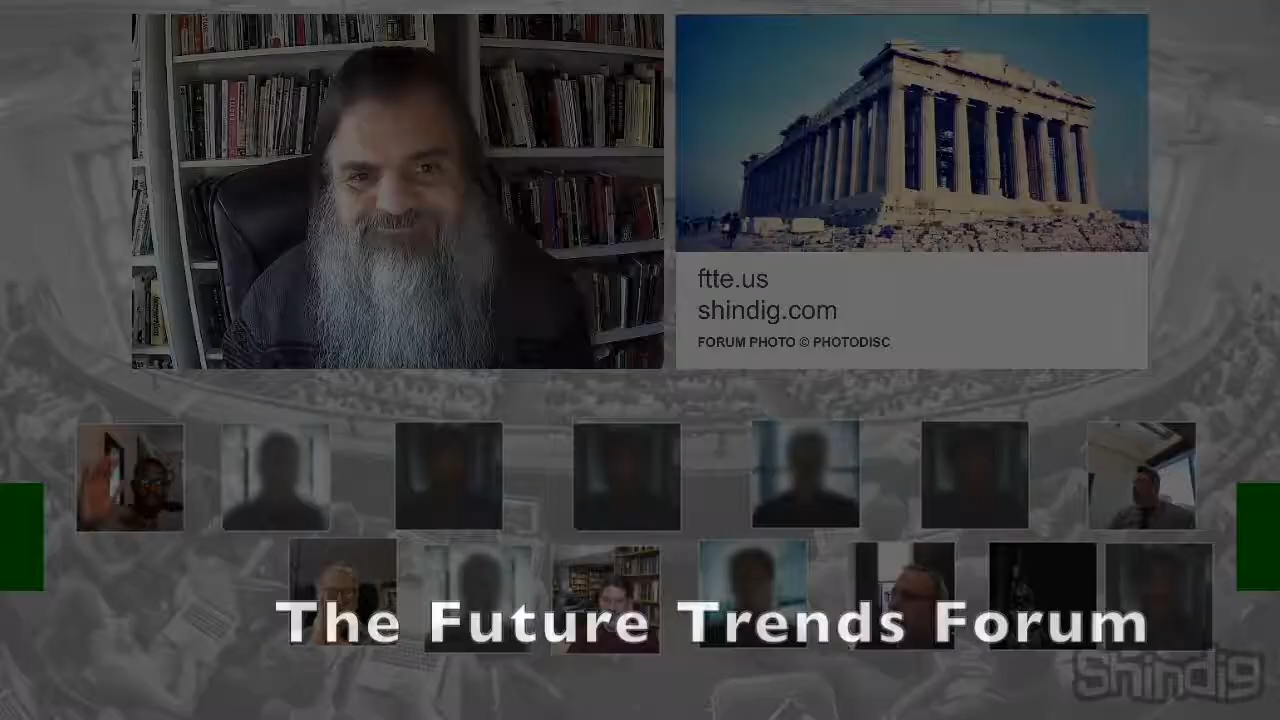 ftte.us
shindig.com
FORUM PHOTO © PHOTODISC
The Future Trends Forum
Shindig